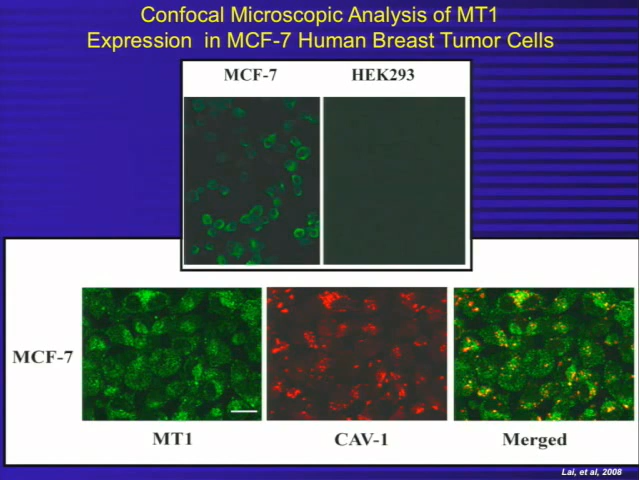 Confocal Microscopic Analysis of MT1
Expression in MCF-7 Human Breast Tumor Cells
MCF-7 HEK293
MCF-7
MT1 CAV-1 Merged
Lai, et al, 2008